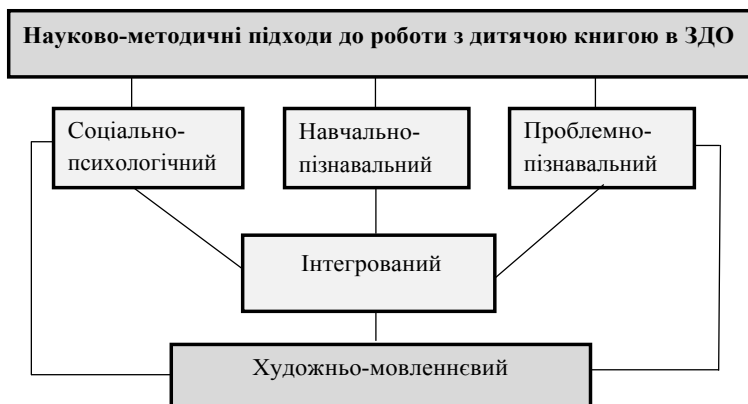 Науково-методичні підходи до роботи з дитячою книгою в ЗДО
Соціально-
психологічний
Навчально-
пізнавальний
Проблемно-
пізнавальний
Інтегрований
Художньо-мовленнєвий